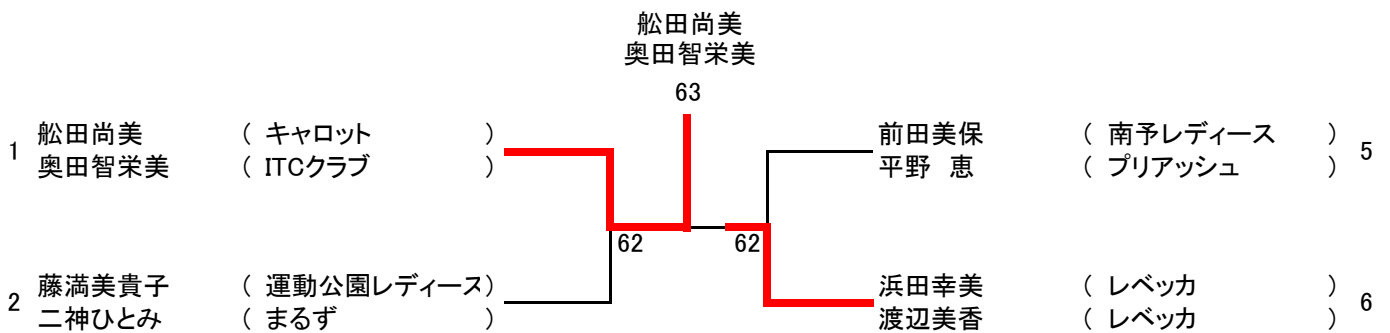 舩田尚美
奥田智栄美
63
1 舩田尚美 ( キャロット )
奥田智栄美 ( ITCクラブ )
前田美保 ( 南予レディース ) 5
平野 恵 ( プリアッシュ )
62
62
2 藤満美貴子 ( 運動公園レディース)
二神ひとみ ( まるず )
浜田幸美 ( レベッカ ) 6
渡辺美香 ( レベッカ )